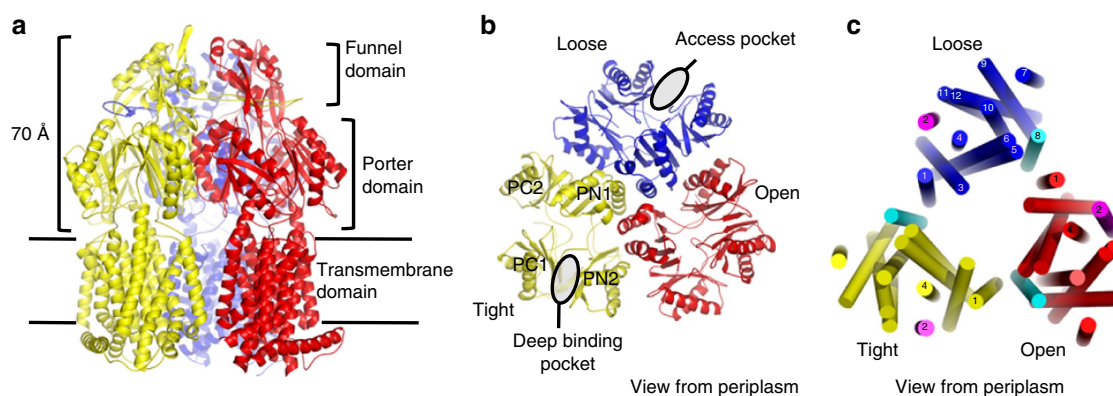 a
Funnel
domain
70 Å
Porter
domain
Transmembrane
domain
b
Loose
Access pocket
PC2
PN1
Open
PC1
PN2
Tight
Deep binding
pocket
View from periplasm
c
Loose
9
7
11
12
10
2
8
4
6
5
1
3
1
2
4
4
1
2
Tight
Open
View from periplasm